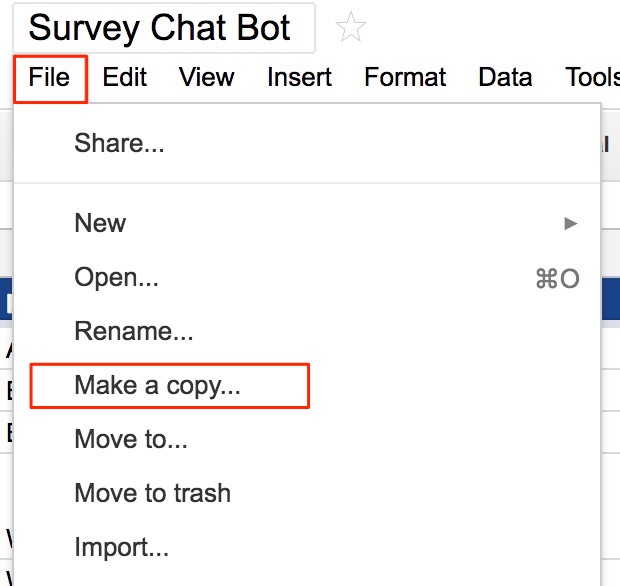 Survey Chat Bot
File Edit View Insert Format Data Tools
Share...
New
Open... ⌘O
Rename...
Make a copy...
Move to...
Move to trash
Import...